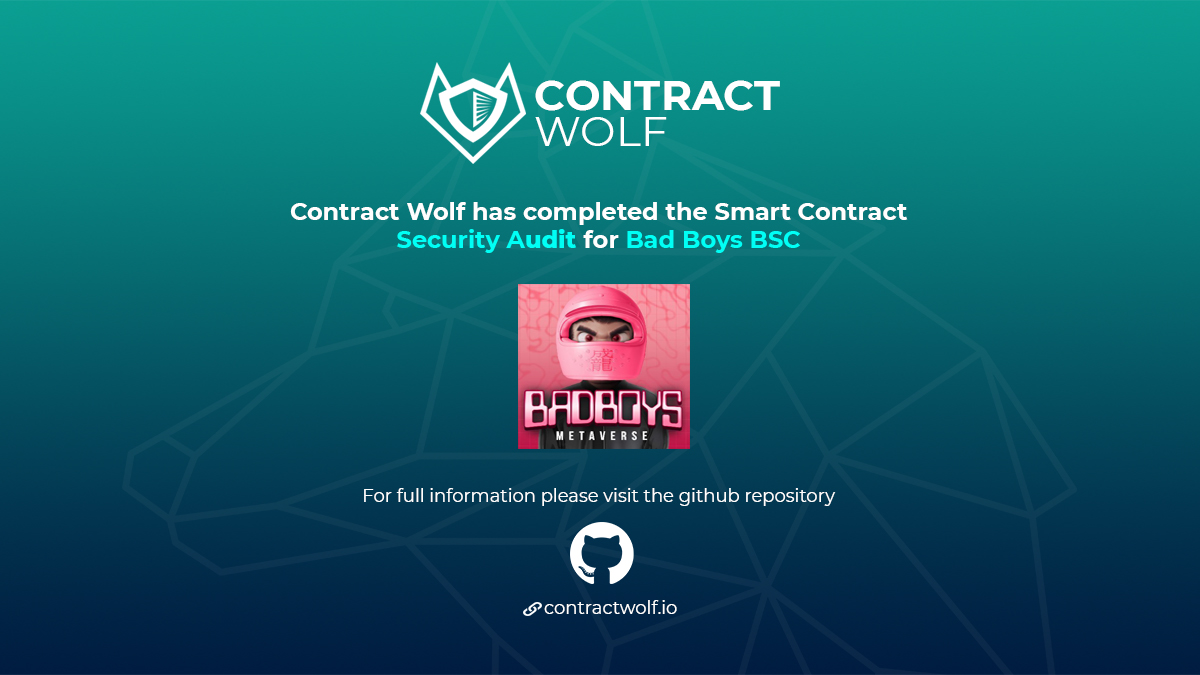 CONTRACT
WOLF
Contract Wolf has completed the Smart Contract
Security Audit for Bad Boys BSC
BADBOYS
METAVERSE
For full information please visit the github repository
contractwolf.io